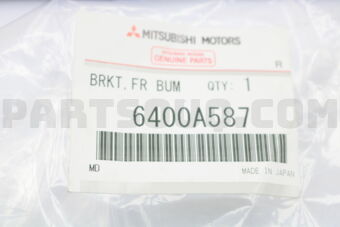 MITSUBISHI MOTORS
GENUINE PARTS
R
BRKT, FR BUM QTY: 1
6400A587
MD MADE IN JAPAN